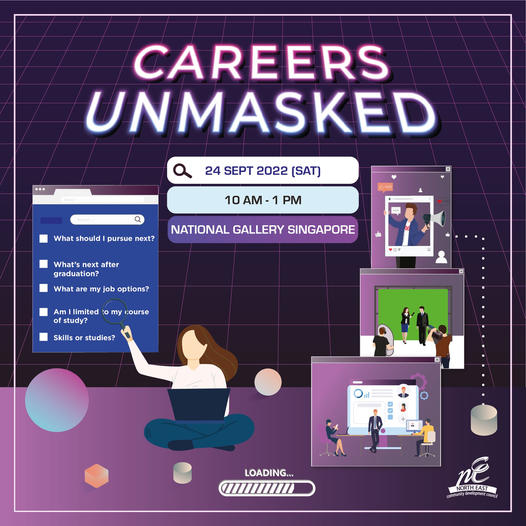 CAREERS
UNMASKED
24 SEPT 2022 (SAT)
10 AM - 1 PM
NATIONAL GALLERY SINGAPORE
What should I pursue next?
What's next after
graduation?
What are my job options?
Am I limited to my course
of study?
Skills or studies?
LOADING...
NORTH EAST
community development council